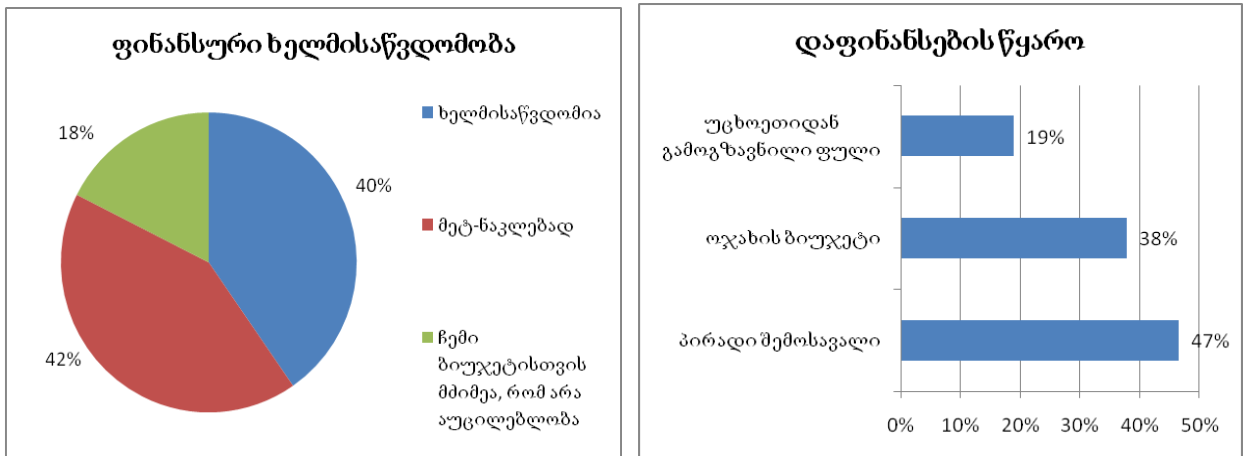 ფინანსური ხელმისაწვდომობა
18%
40%
42%
ხელმისაწვდომია
მეტ-ნაკლებად
ჩემი
ბიუჯეტისთვის
მძიმეა, რომ არა
აუცილებლობა
დაფინანსების წყარო
უცხოეთიდან
გამოგზავნილი ფული
19%
ოჯახის ბიუჯეტი
38%
პირადი შემოსავალი
47%
0% 10% 20% 30% 40% 50%